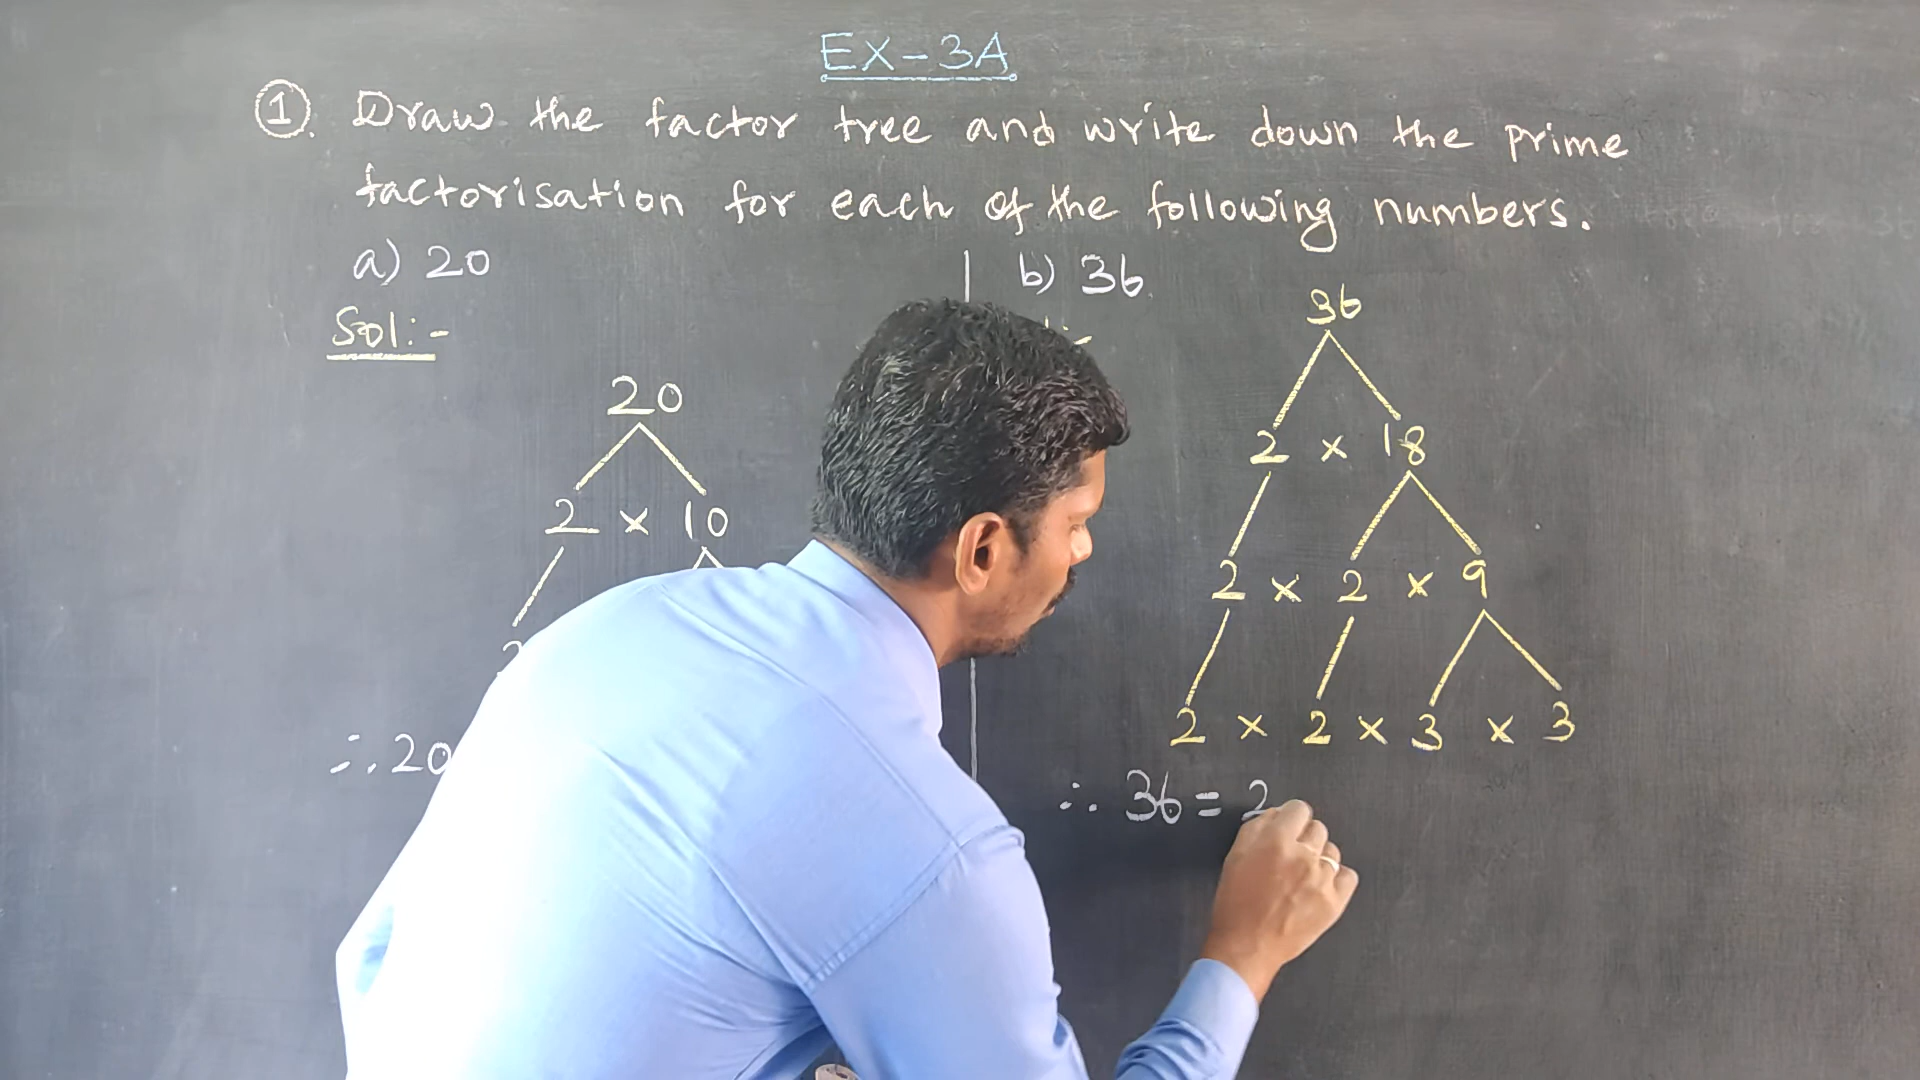 EX-3A
① Draw the factor tree and write down the prime
factorisation for each of the following numbers.
a) 20
Sol:-
20
2 × 10
∴ 20
b) 36
36
2 × 18
2 × 2 × 9
2 × 2 × 3 × 3
∴ 36 = 2